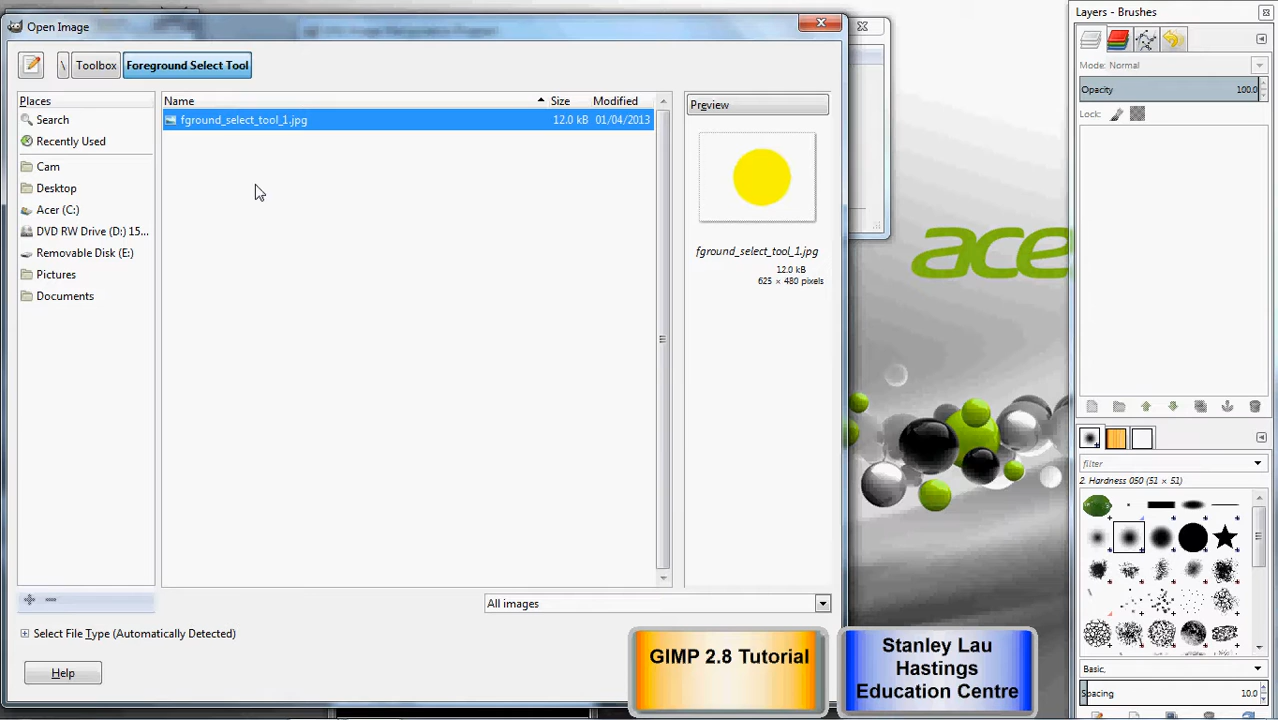 Open Image
\
Toolbox
Foreground Select Tool
Places
Search
Recently Used
Cam
Desktop
Acer (C:)
DVD RW Drive (D:) 15...
Removable Disk (E:)
Pictures
Documents
Name
Size
Modified
fground_select_tool_1.jpg
12.0 kB
01/04/2013
Preview
fground_select_tool_1.jpg
12.0 kB
625 × 480 pixels
All images
Select File Type (Automatically Detected)
Help
GIMP 2.8 Tutorial
Stanley Lau
Hastings
Education Centre
ace
Layers - Brushes
Mode: Normal
Opacity
100.0
Lock:
filter
2. Hardness 050 (51 × 51)
Basic,
Spacing
10.0